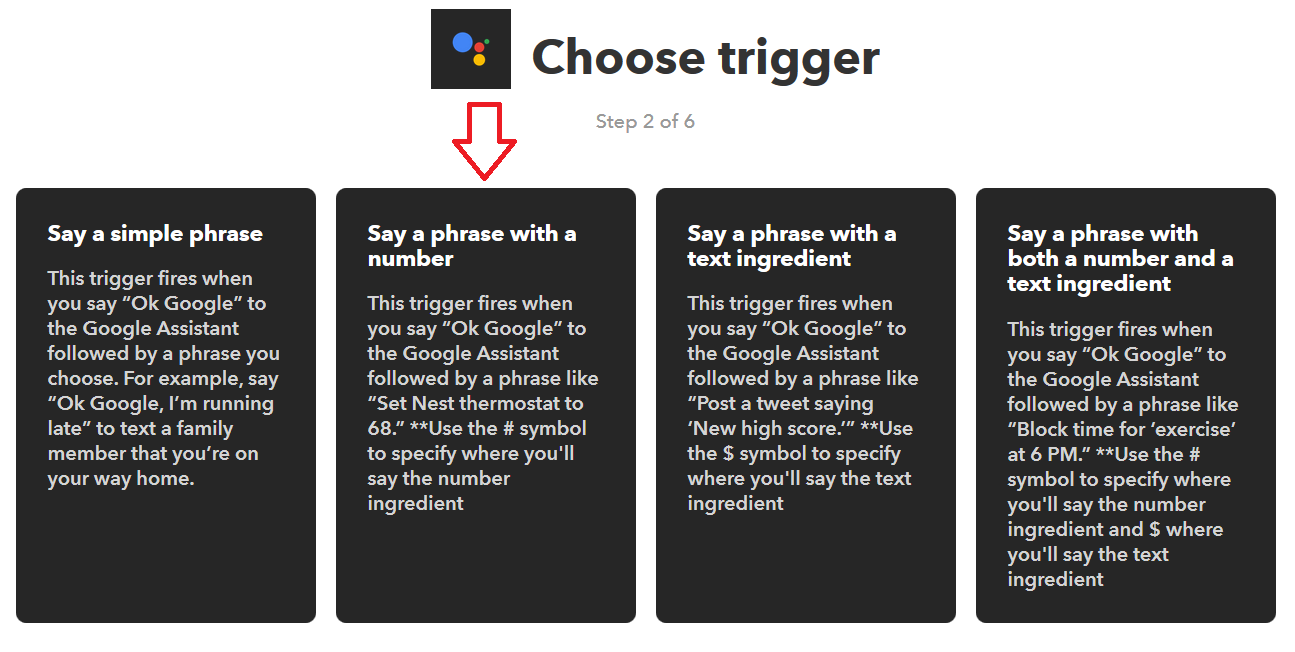 Choose trigger
Step 2 of 6
Say a simple phrase
This trigger fires when
you say “Ok Google” to
the Google Assistant
followed by a phrase you
choose. For example, say
“Ok Google, I’m running
late” to text a family
member that you’re on
your way home.
Say a phrase with a
number
This trigger fires when
you say “Ok Google” to
the Google Assistant
followed by a phrase like
“Set Nest thermostat to
68.” **Use the # symbol
to specify where you'll
say the number
ingredient
Say a phrase with a
text ingredient
This trigger fires when
you say “Ok Google” to
the Google Assistant
followed by a phrase like
“Post a tweet saying
‘New high score.’” **Use
the $ symbol to specify
where you'll say the text
ingredient
Say a phrase with
both a number and a
text ingredient
This trigger fires when
you say “Ok Google” to
the Google Assistant
followed by a phrase like
“Block time for ‘exercise’
at 6 PM.” **Use the #
symbol to specify where
you'll say the number
ingredient and $ where
you'll say the text
ingredient